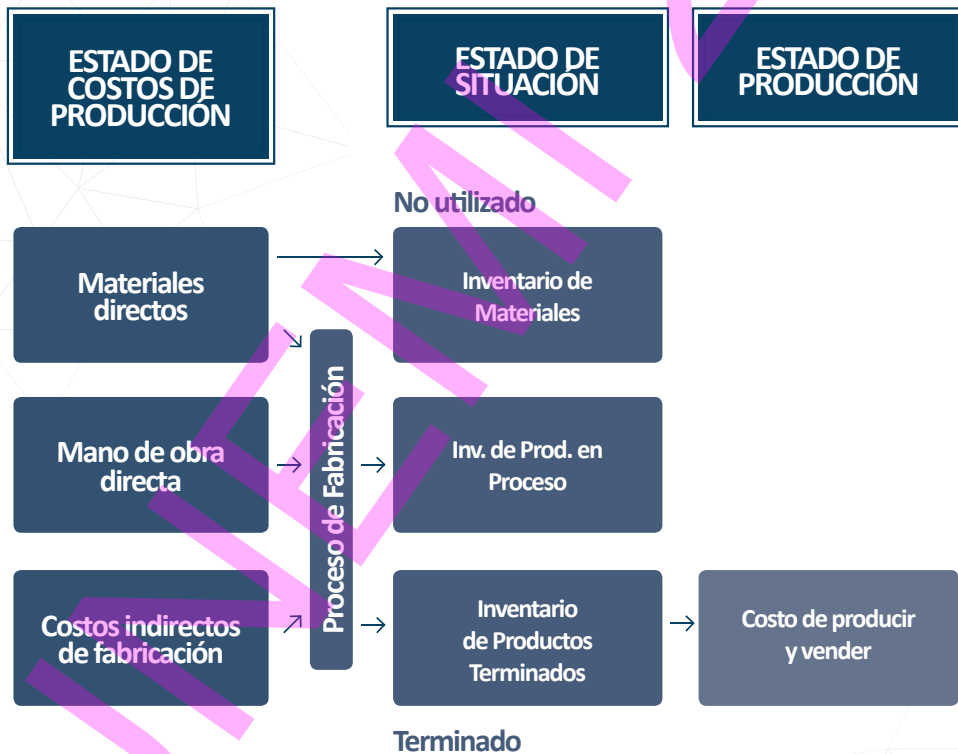 ESTADO DE
COSTOS DE
PRODUCCIÓN
ESTADO DE
SITUACIÓN
ESTADO DE
PRODUCCIÓN
No utilizado
Materiales
directos
Inventario de
Materiales
Proceso de Fabricación
Mano de obra
directa
Inv. de Prod. en
Proceso
Costos indirectos
de fabricación
Inventario
de Productos
Terminados
Costo de producir
y vender
Terminado